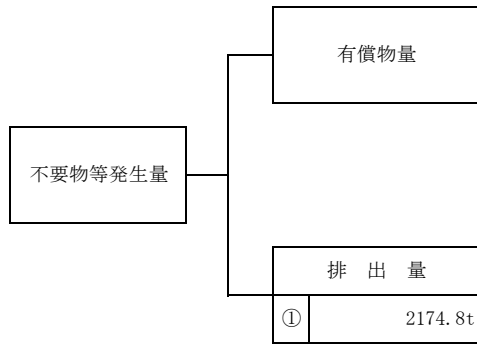 有償物量
不要物等発生量
排 出 量
① 2174.8t